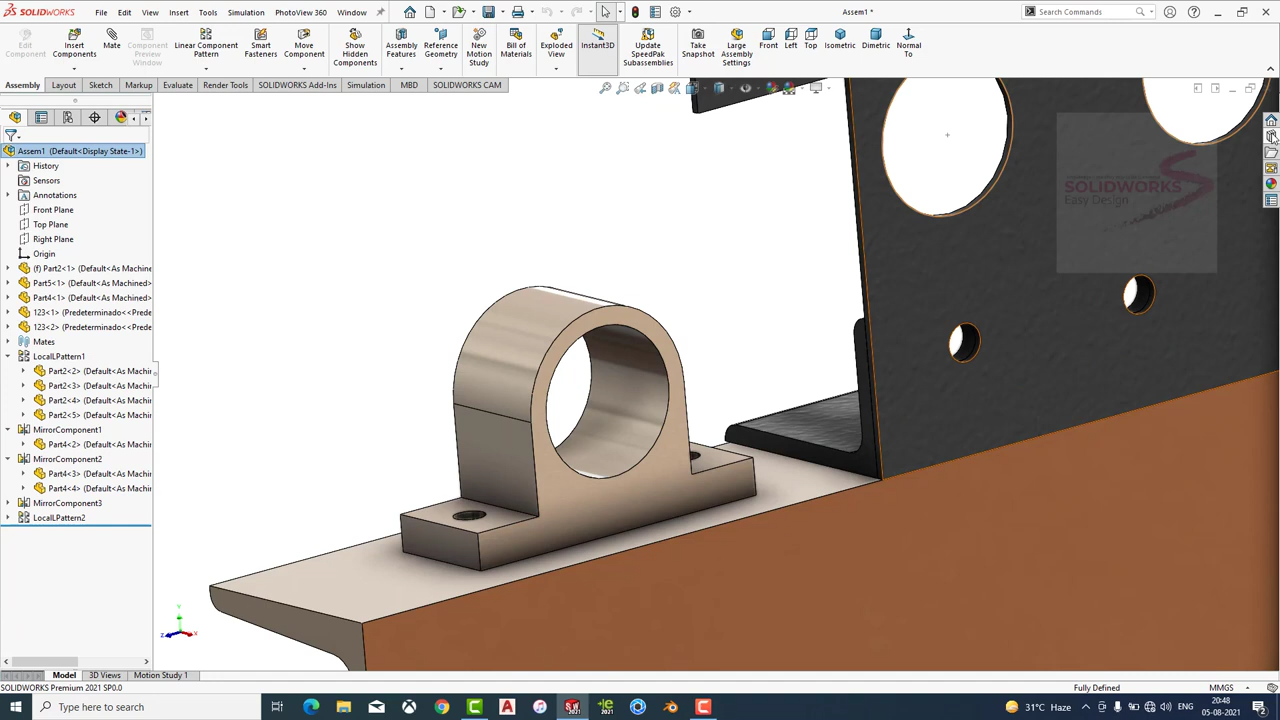 SOLIDWORKS
File Edit View Insert Tools Simulation PhotoView 360 Window
Assem1 *
Search Commands
Edit Component
Insert Components
Mate
Component Preview Window
Linear Component Pattern
Smart Fasteners
Move Component
Show Hidden Components
Assembly Features
Reference Geometry
New Motion Study
Bill of Materials
Exploded View
Instant3D
Update SpeedPak Subassemblies
Take Snapshot
Large Assembly Settings
Front
Left
Top
Isometric
Dimetric
Normal To
Assembly Layout Sketch Markup Evaluate Render Tools SOLIDWORKS Add-Ins Simulation MBD SOLIDWORKS CAM
Assem1 (Default<Display State-1>)
History
Sensors
Annotations
Front Plane
Top Plane
Right Plane
Origin
(f) Part2<1> (Default<As Machine
Part5<1> (Default<As Machined>
Part4<1> (Default<As Machined>
123<1> (Predeterminado<<Prede
123<2> (Predeterminado<<Prede
Mates
LocalLPattern1
Part2<2> (Default<As Machi
Part2<3> (Default<As Machi
Part2<4> (Default<As Machi
Part2<5> (Default<As Machi
MirrorComponent1
Part4<2> (Default<As Machi
MirrorComponent2
Part4<3> (Default<As Machi
Part4<4> (Default<As Machi
MirrorComponent3
LocalLPattern2
SOLIDWORKS
Easy Design
Y
Z
X
Model 3D Views Motion Study 1
SOLIDWORKS Premium 2021 SP0.0
Fully Defined
MMGS
Type here to search
31°C Haze
ENG
20:48
05-08-2021